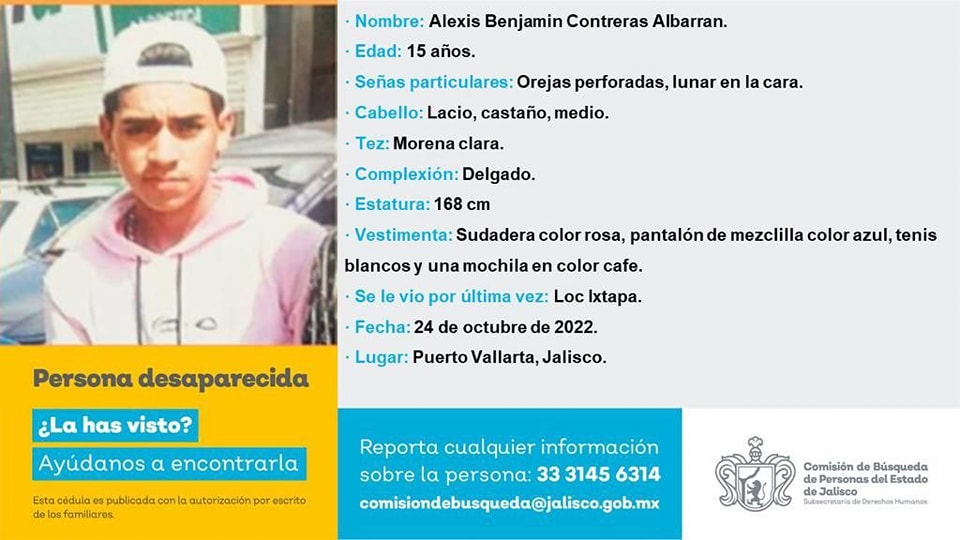 · Nombre: Alexis Benjamin Contreras Albarran.
· Edad: 15 años.
· Señas particulares: Orejas perforadas, lunar en la cara.
· Cabello: Lacio, castaño, medio.
· Tez: Morena clara.
· Complexión: Delgado.
· Estatura: 168 cm
· Vestimenta: Sudadera color rosa, pantalón de mezclilla color azul, tenis
blancos y una mochila en color cafe.
· Se le vio por última vez: Loc Ixtapa.
· Fecha: 24 de octubre de 2022.
· Lugar: Puerto Vallarta, Jalisco.
Persona desaparecida
¿La has visto?
Ayúdanos a encontrarla
Esta cédula es publicada con la autorización por escrito
de los familiares.
Reporta cualquier información
sobre la persona: 33 3145 6314
comisiondebusqueda@jalisco.gob.mx
Comisión de Búsqueda
de Personas del Estado
de Jalisco
Subsecretaría de Derechos Humanos